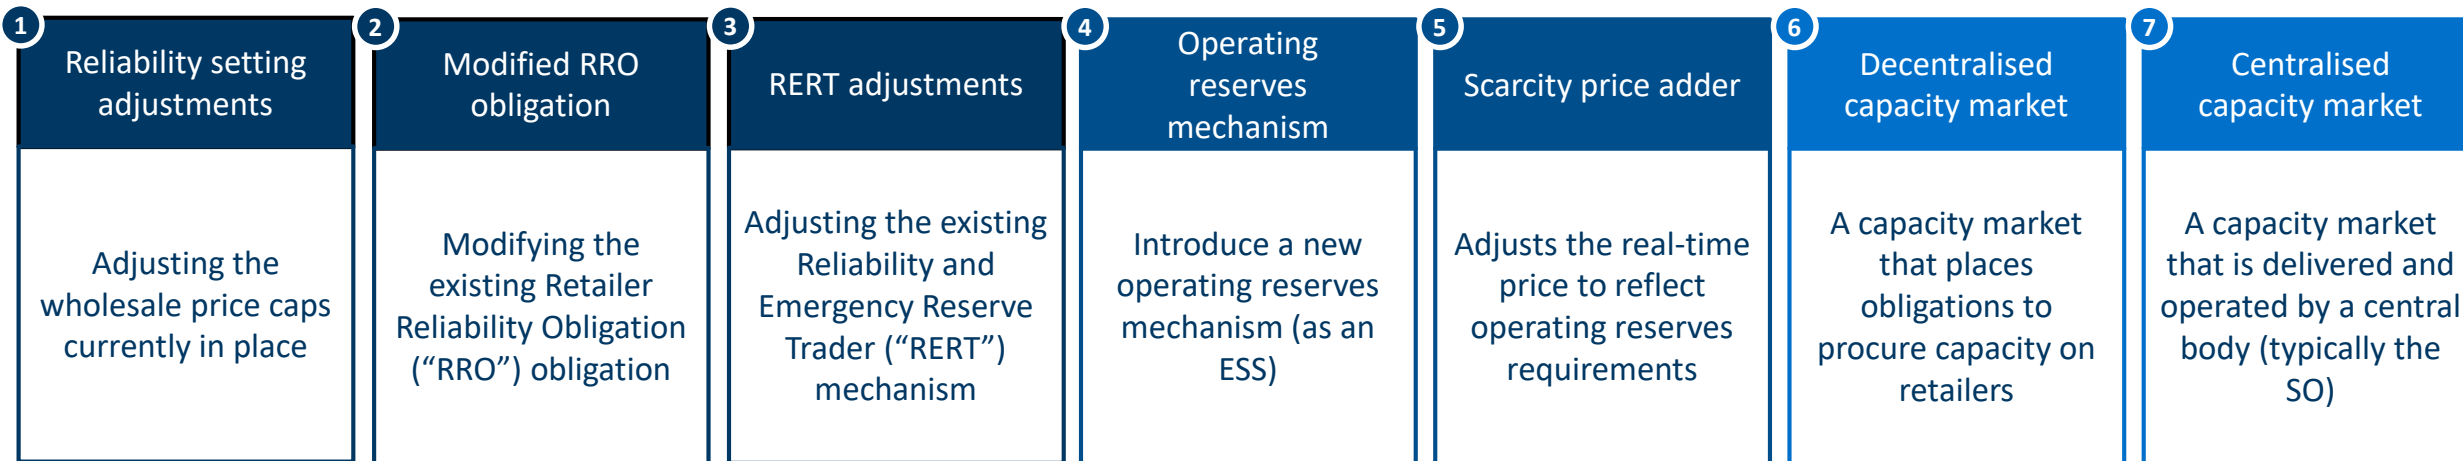 1
Reliability setting
adjustments
Adjusting the
wholesale price caps
currently in place
2
Modified RRO
obligation
Modifying the
existing Retailer
Reliability Obligation
(“RRO”) obligation
3
RERT adjustments
Adjusting the existing
Reliability and
Emergency Reserve
Trader (“RERT”)
mechanism
4
Operating
reserves
mechanism
Introduce a new
operating reserves
mechanism (as an
ESS)
5
Scarcity price adder
Adjusts the real-time
price to reflect
operating reserves
requirements
6
Decentralised
capacity market
A capacity market
that places
obligations to
procure capacity on
retailers
7
Centralised
capacity market
A capacity market
that is delivered and
operated by a central
body (typically the
SO)